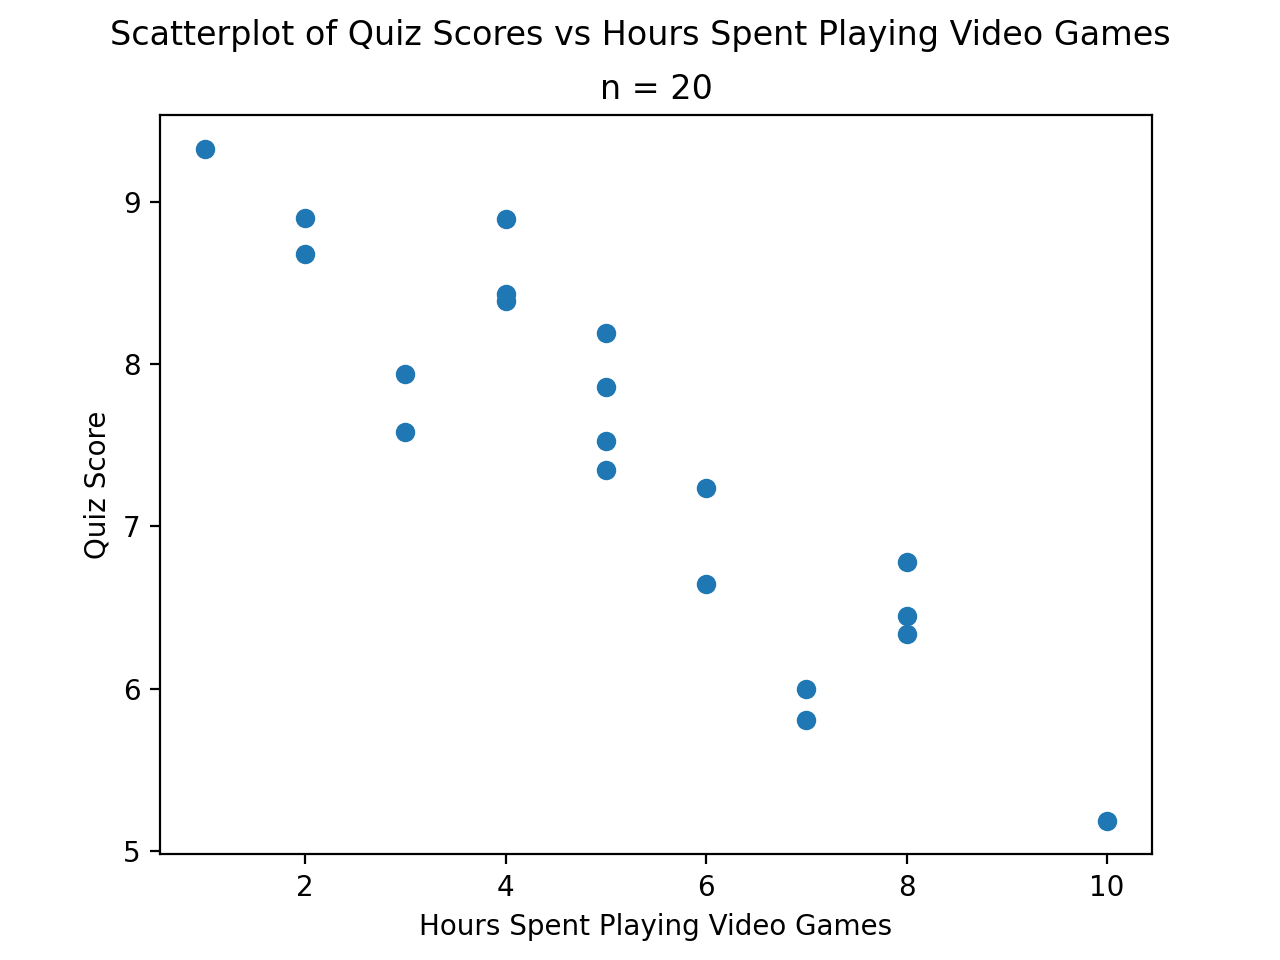 Scatterplot of Quiz Scores vs Hours Spent Playing Video Games
n = 20
9
8
7
6
5
Quiz Score
2 4 6 8 10
Hours Spent Playing Video Games